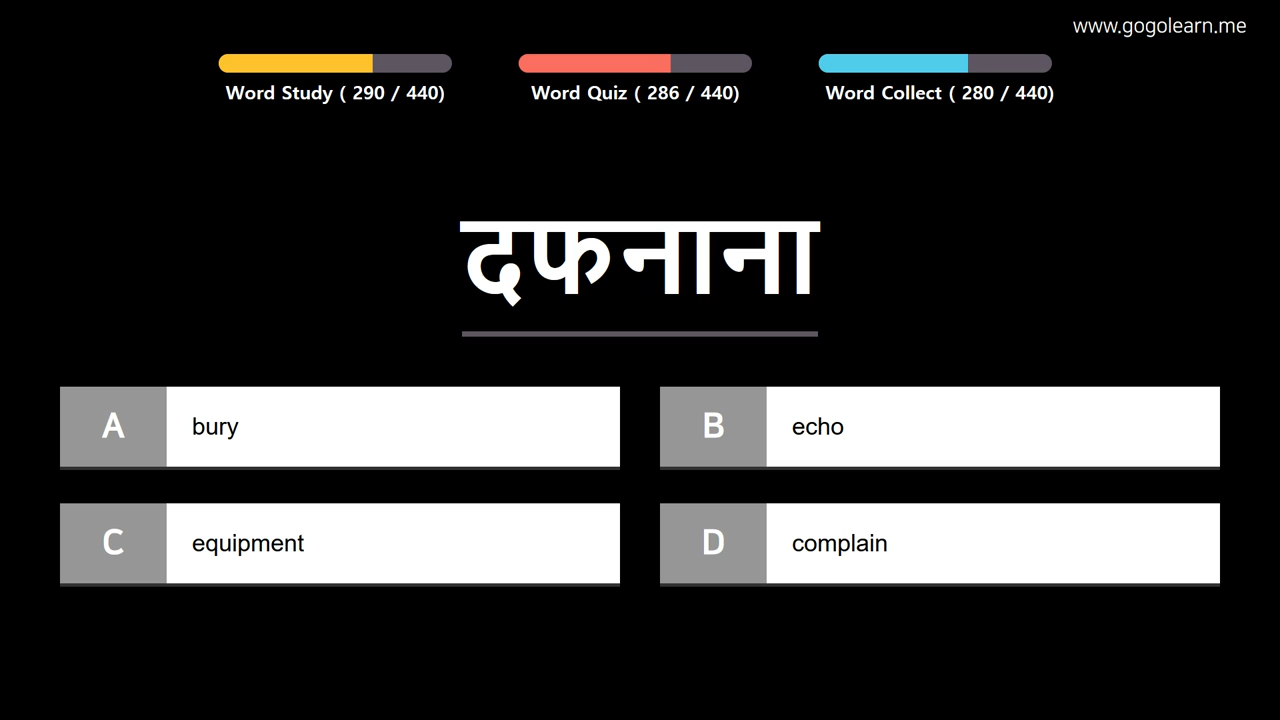 www.gogolearn.me
Word Study ( 290 / 440)
Word Quiz ( 286 / 440)
Word Collect ( 280 / 440)
दफनाना
A bury
B echo
C equipment
D complain